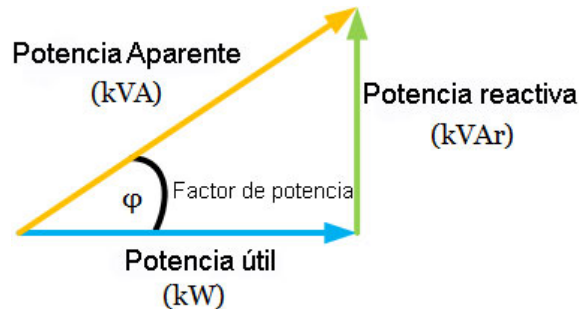 Potencia Aparente
(kVA)
Potencia reactiva
(kVAr)
Factor de potencia
φ
Potencia útil
(kW)